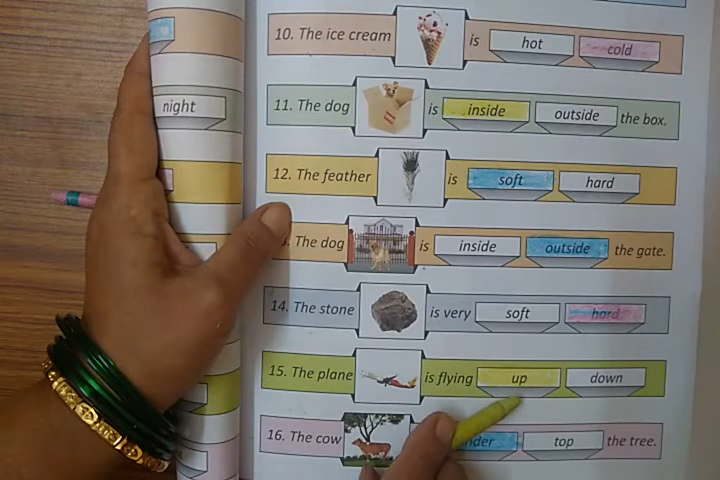 10. The ice cream is hot cold
night
11. The dog is inside outside the box.
12. The feather is soft hard
The dog is inside outside the gate.
14. The stone is very soft hard
15. The plane is flying up down
16. The cow top the tree.